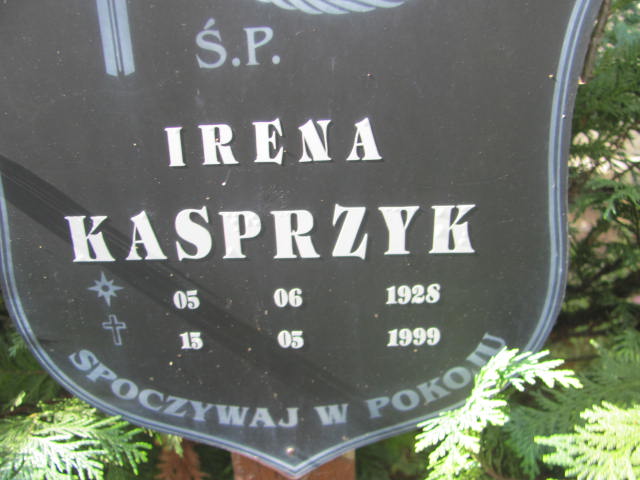 Ś.P.
IRENA
KASPRZYK
05 06 1928
15 05 1999
SPOCZYWAJ W POKOJU